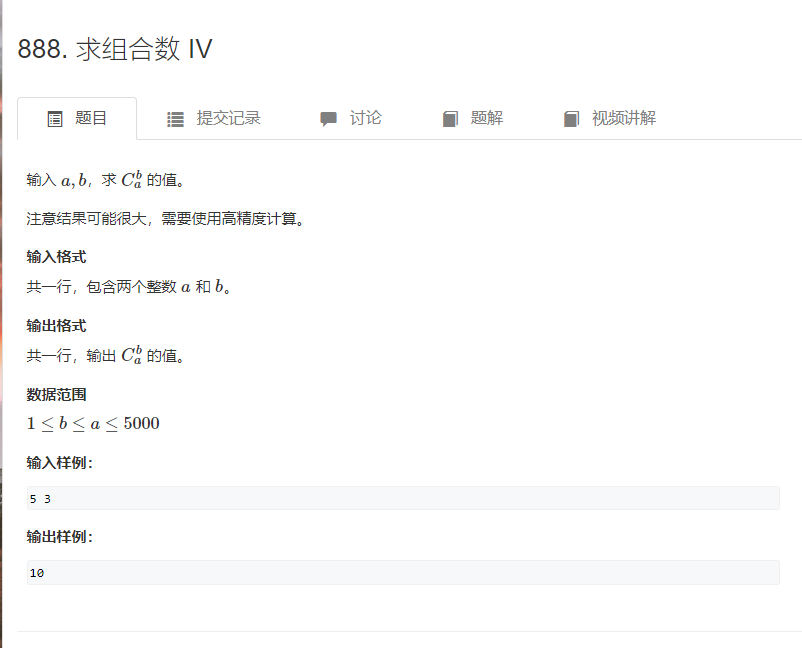 888. 求组合数 IV
题目 提交记录 讨论 题解 视频讲解
输入 a, b，求 C_a^b 的值。
注意结果可能很大，需要使用高精度计算。
输入格式
共一行，包含两个整数 a 和 b。
输出格式
共一行，输出 C_a^b 的值。
数据范围
1 ≤ b ≤ a ≤ 5000
输入样例：
5 3
输出样例：
10